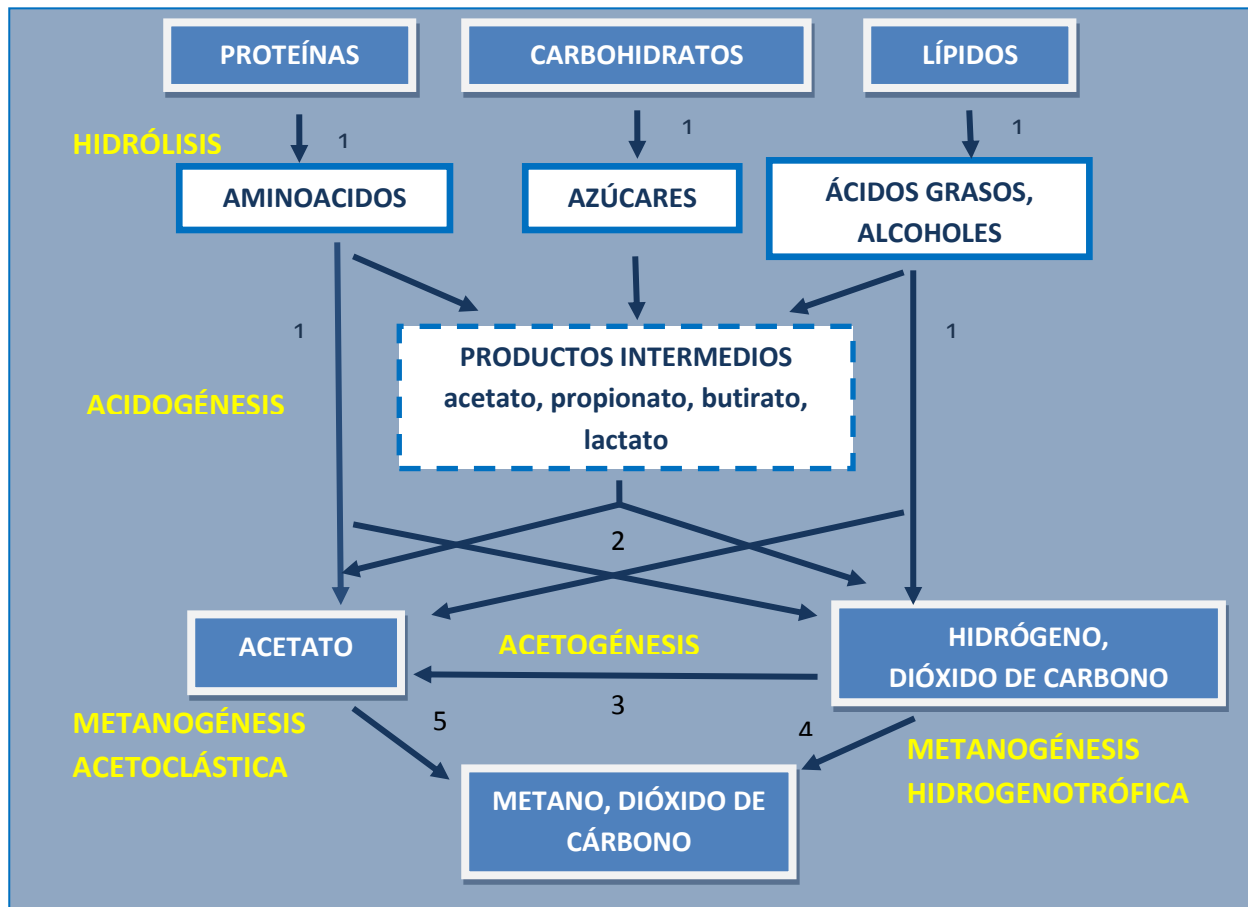 PROTEÍNAS
CARBOHIDRATOS
LÍPIDOS
HIDRÓLISIS
1
1
1
AMINOACIDOS
AZÚCARES
ÁCIDOS GRASOS,
ALCOHOLES
1
1
PRODUCTOS INTERMEDIOS
acetato, propionato, butirato,
lactato
ACIDOGÉNESIS
2
ACETATO
ACETOGÉNESIS
HIDRÓGENO,
DIÓXIDO DE CARBONO
3
METANOGÉNESIS
ACETOCLÁSTICA
5
4
METANOGÉNESIS
HIDROGENOTRÓFICA
METANO, DIÓXIDO DE
CÁRBONO